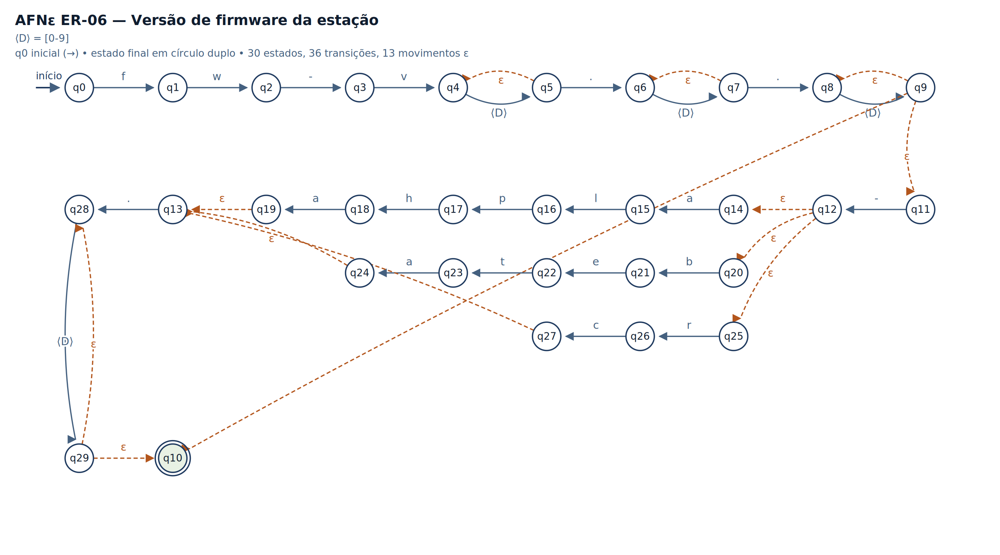 AFNε ER-06 — Versão de firmware da estação
⟨D⟩ = [0-9]
q0 inicial (→) • estado final em círculo duplo • 30 estados, 36 transições, 13 movimentos ε
início
q0 f q1 w q2 - q3 v q4 ε q5 . q6 ε q7 . q8 ε q9
⟨D⟩ ⟨D⟩ ⟨D⟩
ε
q28 . q13 ε q19 a q18 h q17 p q16 l q15 a q14 ε q12 - q11
ε ε
q24 a q23 t q22 e q21 b q20 ε
q27 c q26 r q25
⟨D⟩ ε
q29 ε q10